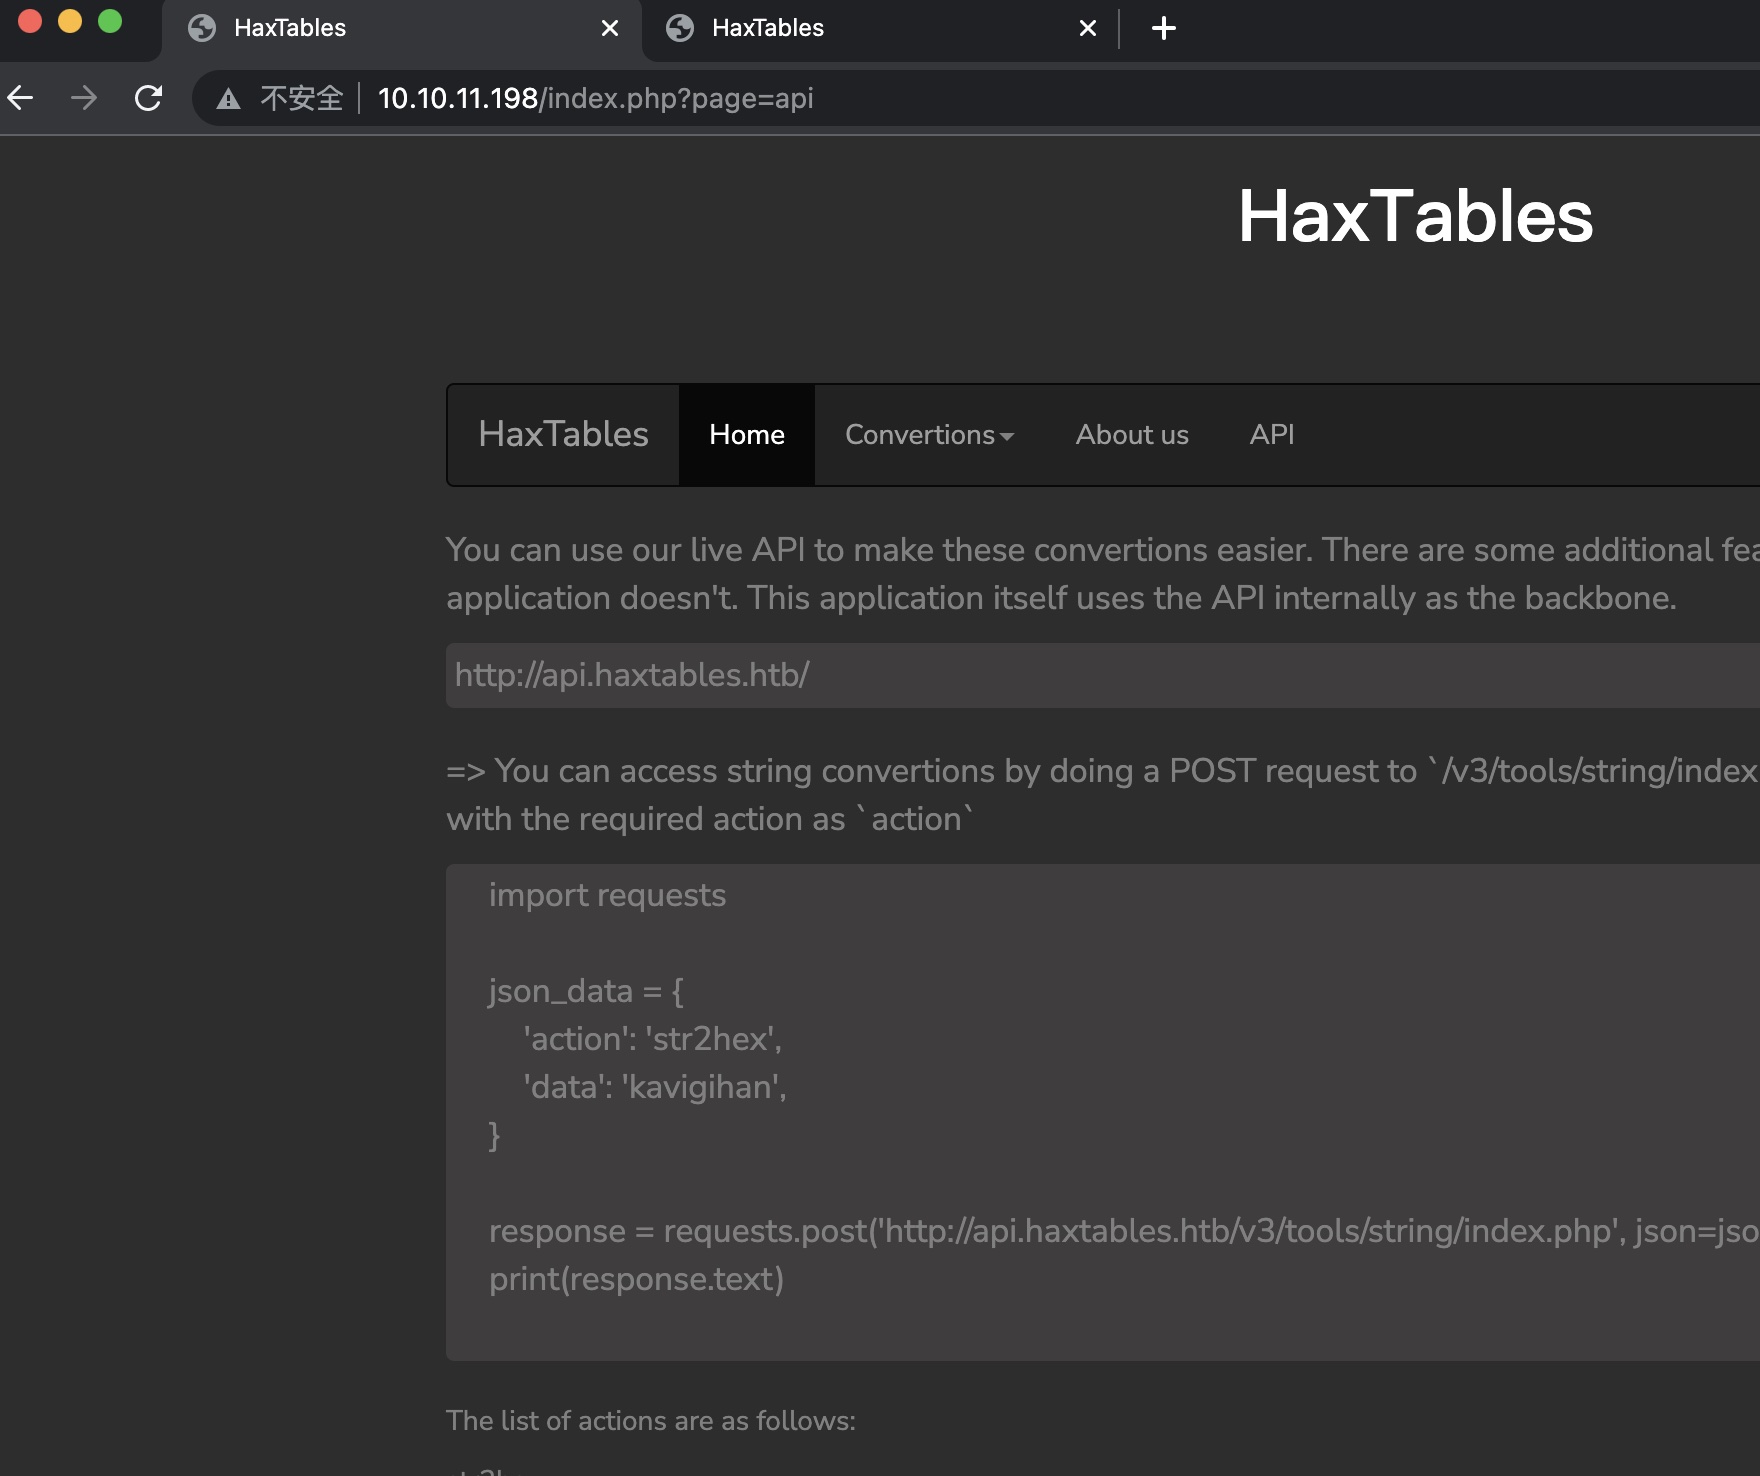 HaxTables
HaxTables
不安全
10.10.11.198/index.php?page=api
HaxTables
HaxTables Home Convertions About us API
You can use our live API to make these convertions easier. There are some additional
application doesn't. This application itself uses the API internally as the backbone.
http://api.haxtables.htb/
=> You can access string convertions by doing a POST request to `/v3/tools/string/index
with the required action as `action`
import requests
json_data = {
'action': 'str2hex',
'data': 'kavigihan',
}
response = requests.post('http://api.haxtables.htb/v3/tools/string/index.php', json=jso
print(response.text)
The list of actions are as follows: